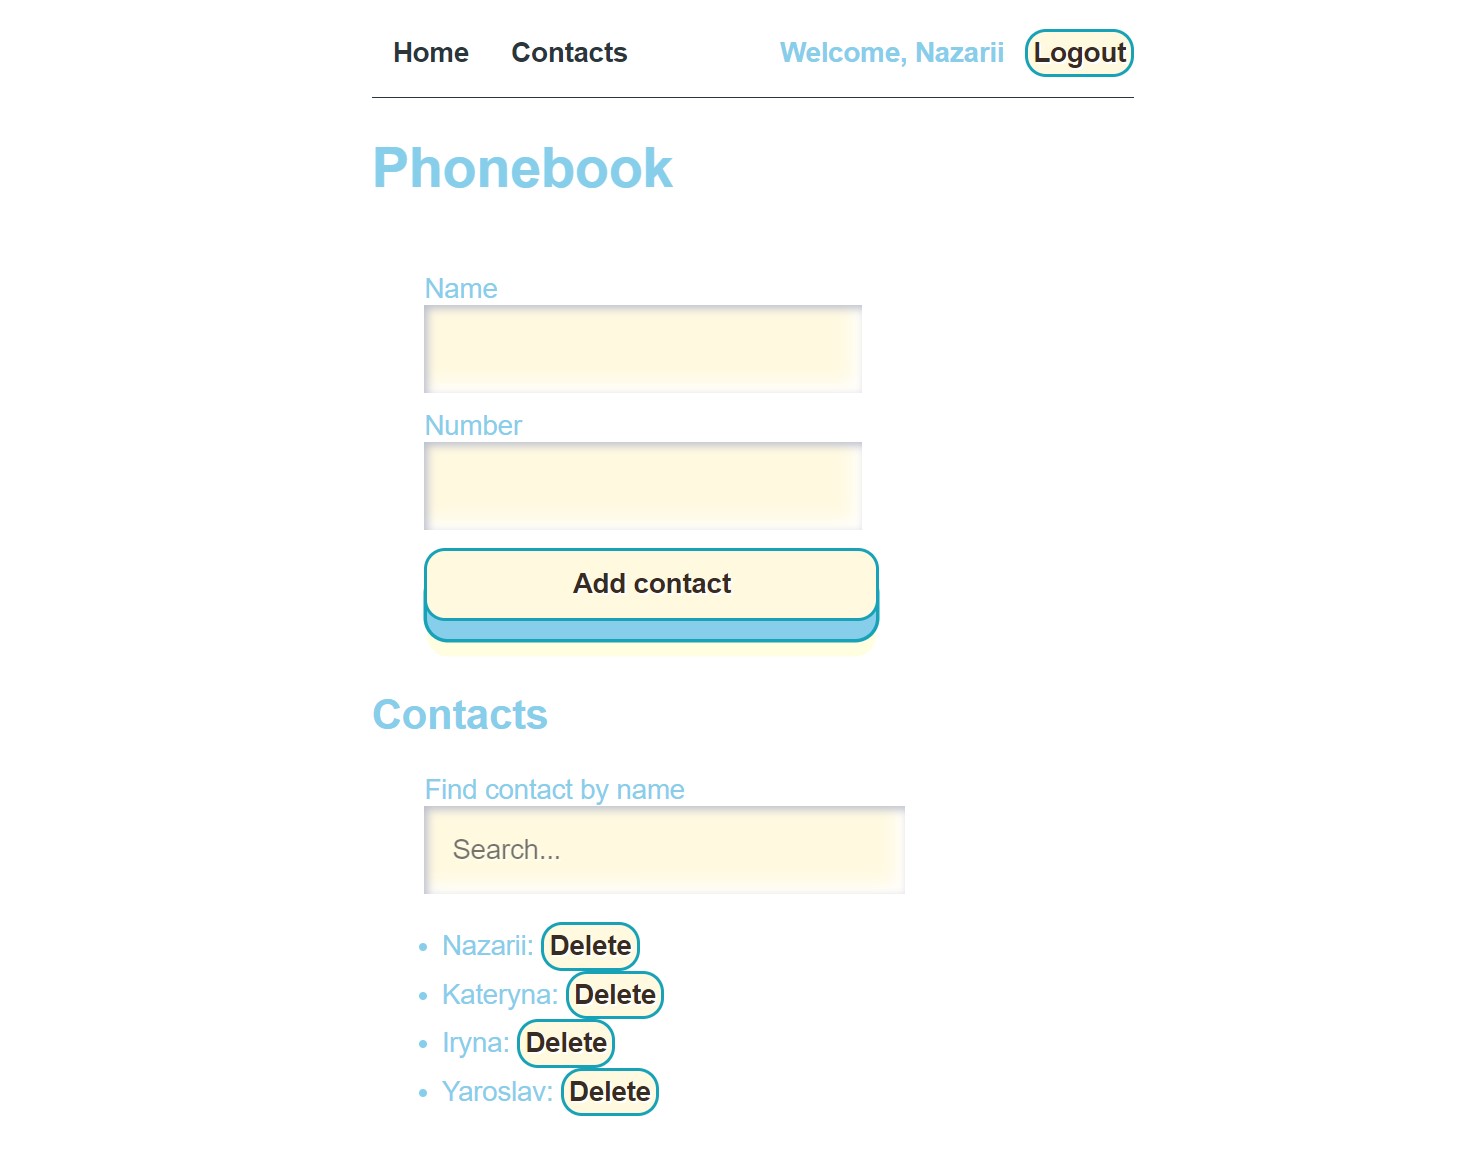 Home Contacts Welcome, Nazarii Logout
Phonebook
Name
Number
Add contact
Contacts
Find contact by name
Search...
Nazarii: Delete
Kateryna: Delete
Iryna: Delete
Yaroslav: Delete